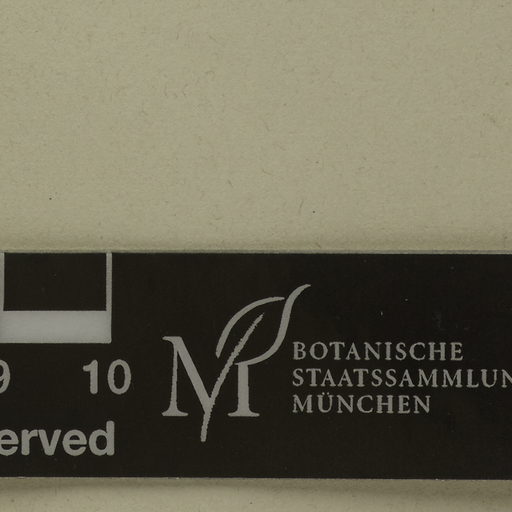 9 10
erved
M
BOTANISCHE
STAATSSAMMLUN
MÜNCHEN